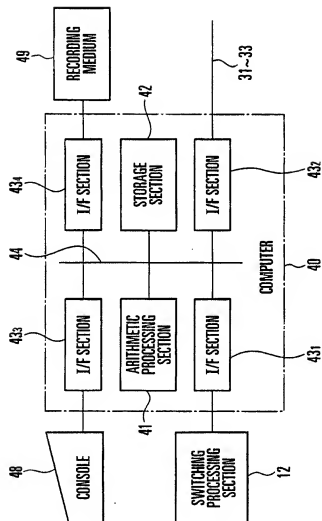 49
RECORDING
MEDIUM
43₄
I/F SECTION
42
STORAGE
SECTION
31~33
43₂
I/F SECTION
44
COMPUTER
40
43₃
I/F SECTION
ARITHMETIC
PROCESSING
SECTION
41
43₁
I/F SECTION
48
CONSOLE
SWITCHING
PROCESSING
SECTION
12